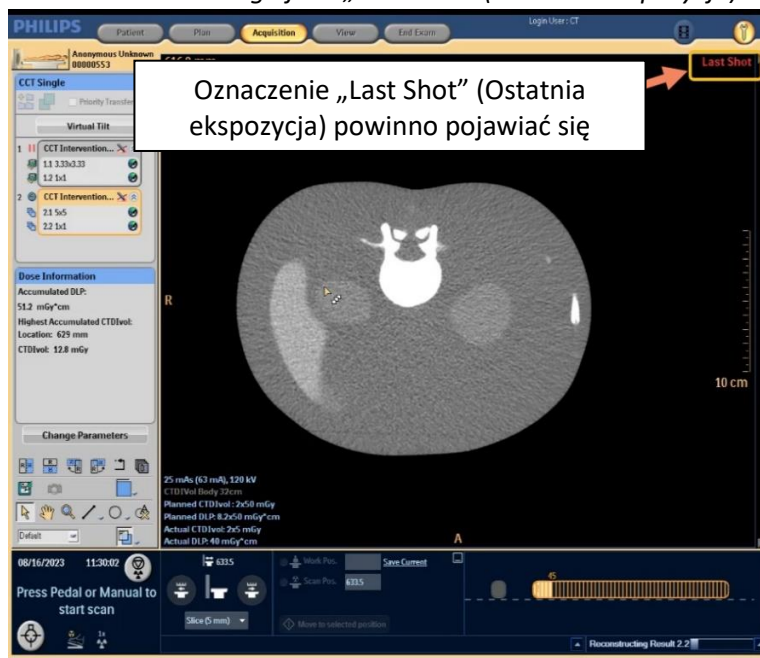 PHILIPS
Patient
Plan
Acquisition
View
End Exam
Login User: CT
Anonymous Unknown
00000553
Last Shot
CCT Single
Oznaczenie „Last Shot” (Ostatnia
ekspozycja) powinno pojawiać się
Priority Transfer
Virtual Tilt
1 CCT Intervention...
1.1 3.33x3.33
1.2 1x1
2 CCT Intervention...
2.1 5x5
2.2 1x1
Dose Information
Accumulated DLP:
51.2 mGy*cm
Highest Accumulated CTDIvol:
Location: 629 mm
CTDIvol: 12.8 mGy
R
10 cm
Change Parameters
25 mAs (63 mA), 120 kV
CTDIVol Body 32cm
Planned CTDIvol : 2x50 mGy
Planned DLP: 8.2x50 mGy*cm
Actual CTDIvol: 2x5 mGy
Actual DLP: 40 mGy*cm
A
Default
08/16/2023 11:30:02
Press Pedal or Manual to
start scan
633.5
Slice (5 mm)
Work Pos.
Save Current
Scan Pos. 633.5
Move to selected position
45
Reconstructing Result 2.2